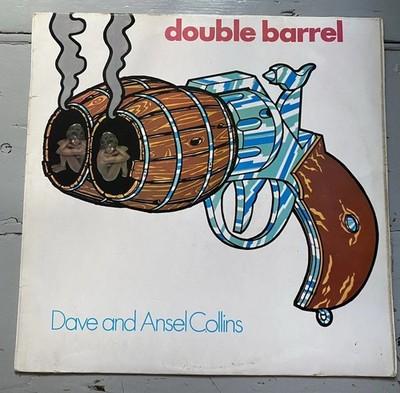 double barrel
Dave and Ansel Collins